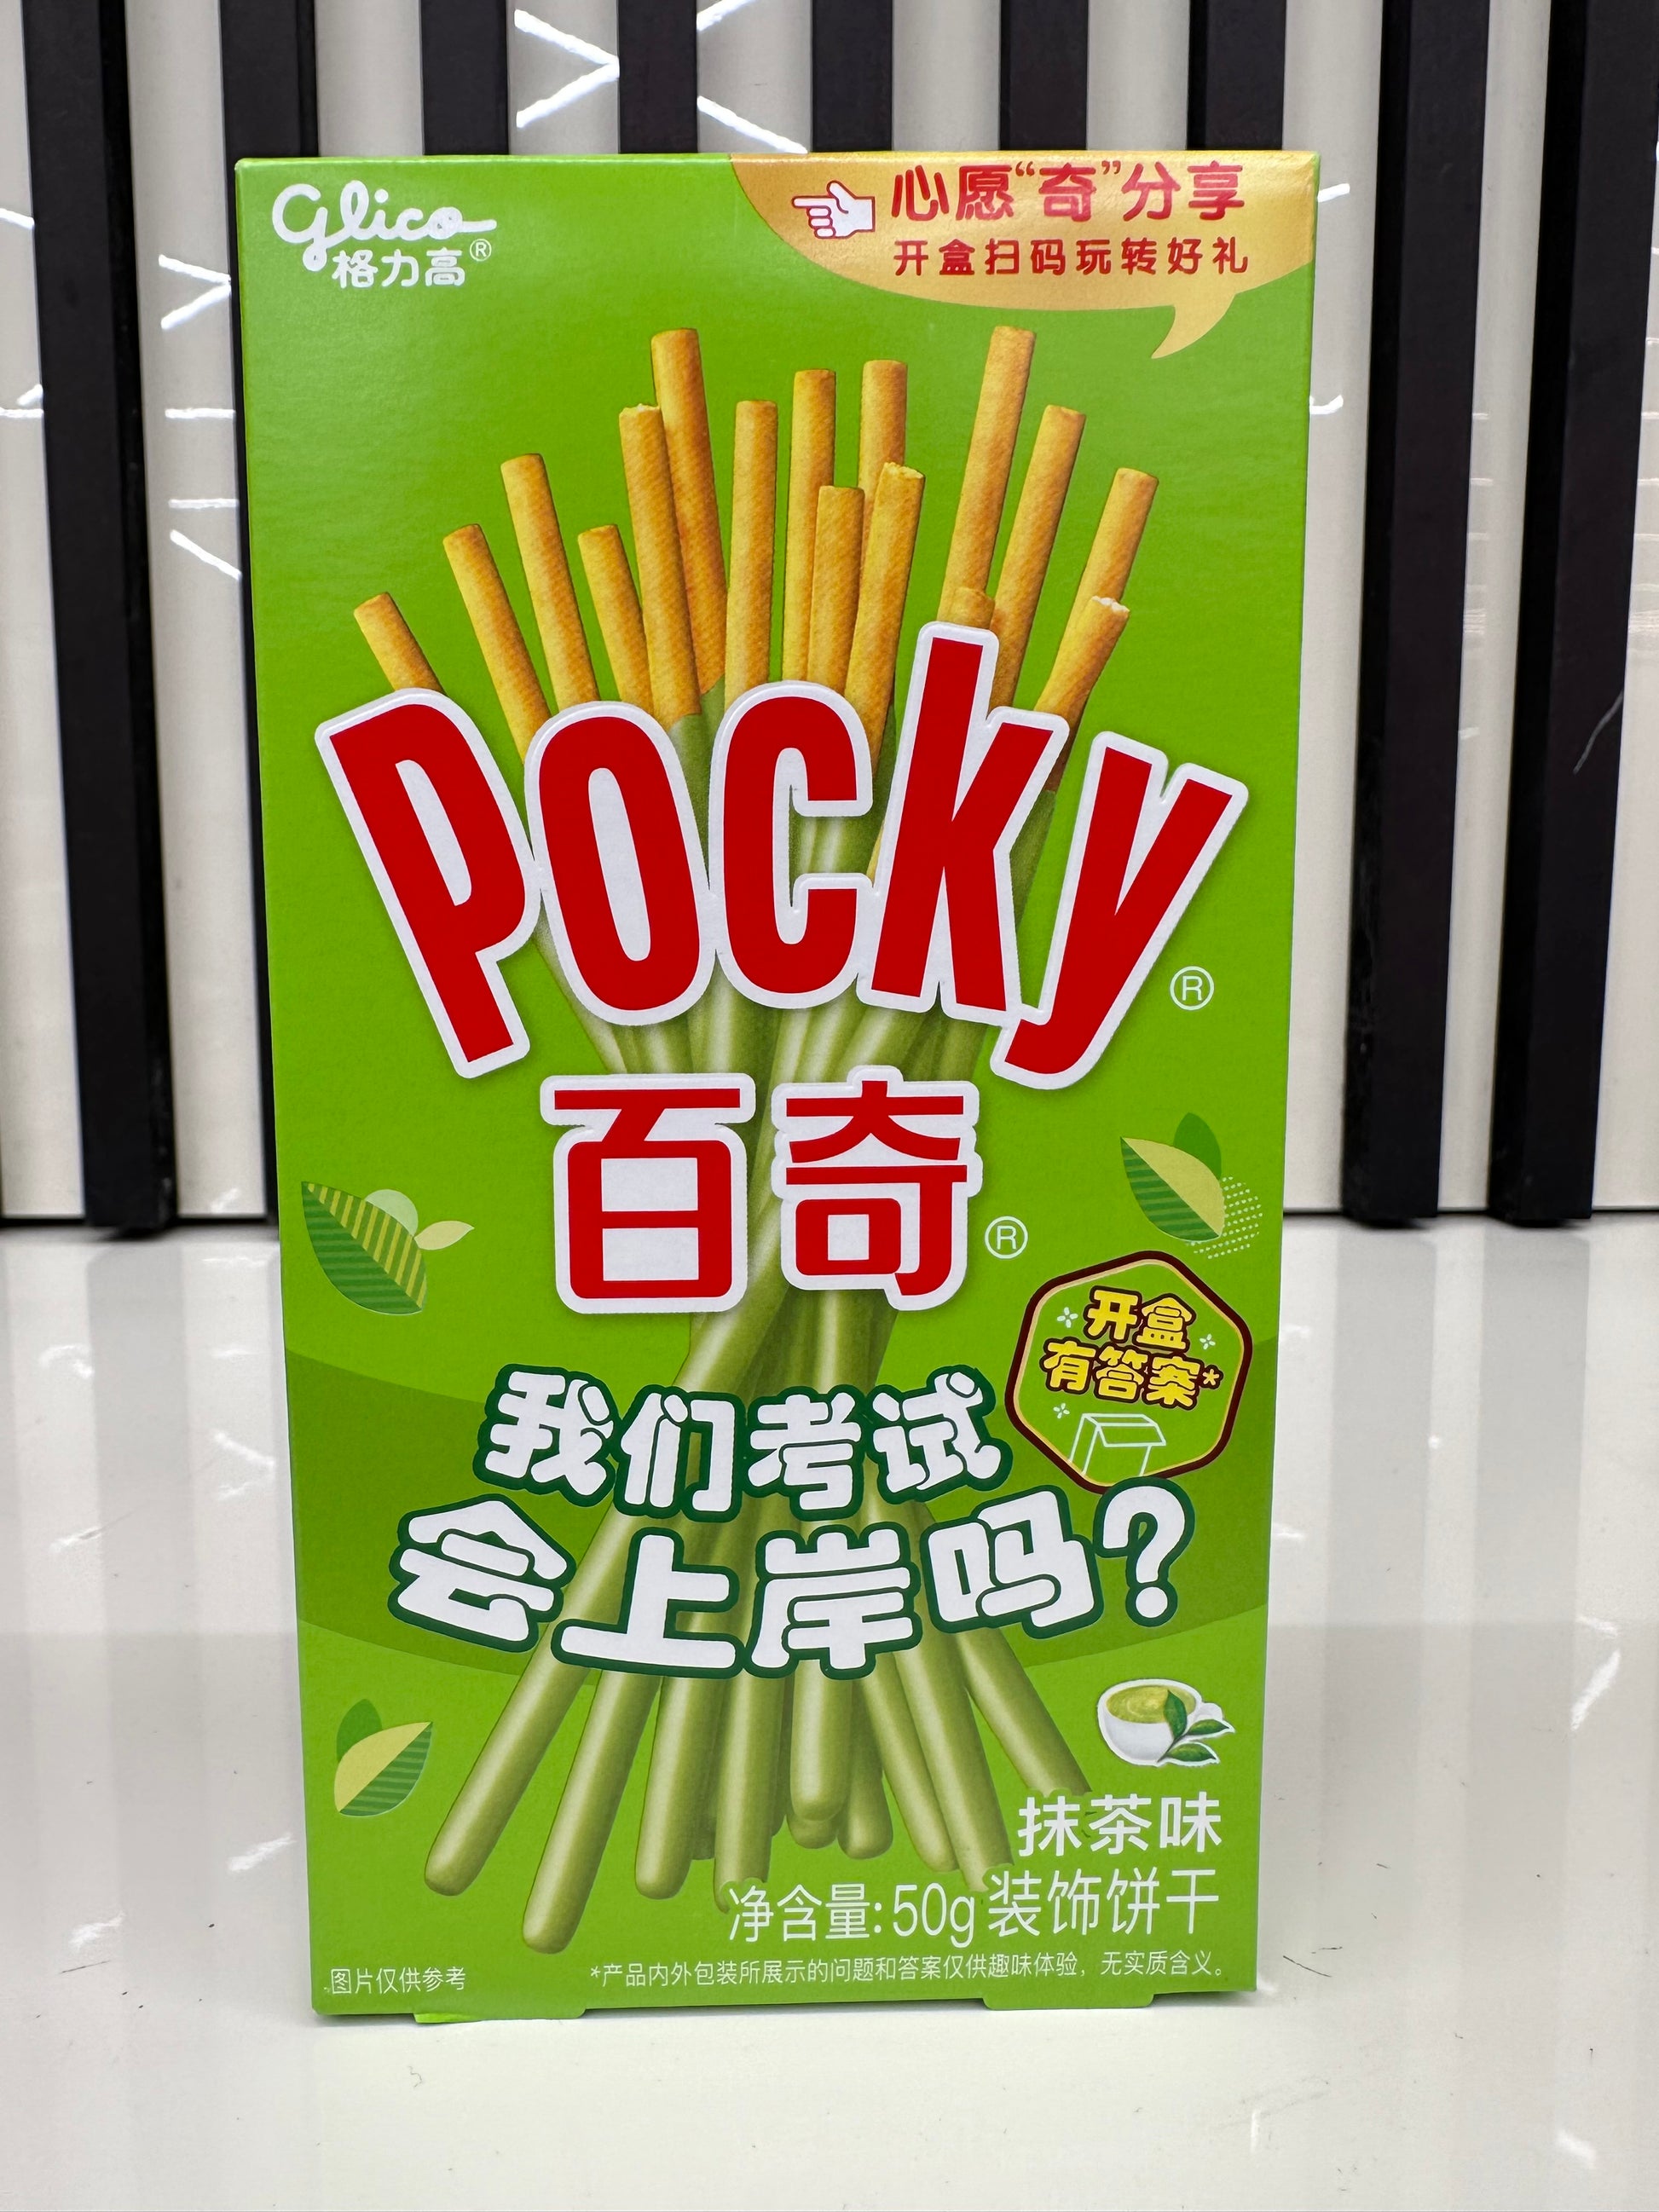 Glico
格力高®
心愿“奇”分享
开盒扫码玩转好礼
Pocky®
百奇®
开盒
有答案*
我们考试
会上岸吗?
抹茶味
净含量:50g 装饰饼干
图片仅供参考
*产品内外包装所展示的问题和答案仅供趣味体验，无实质含义。